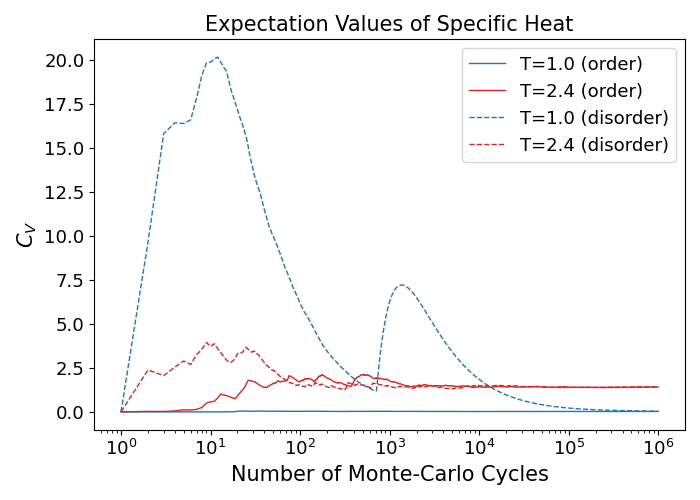 Expectation Values of Specific Heat
20.0
17.5
15.0
12.5
10.0
7.5
5.0
2.5
0.0
C_V
T=1.0 (order)
T=2.4 (order)
T=1.0 (disorder)
T=2.4 (disorder)
10^0 10^1 10^2 10^3 10^4 10^5 10^6
Number of Monte-Carlo Cycles